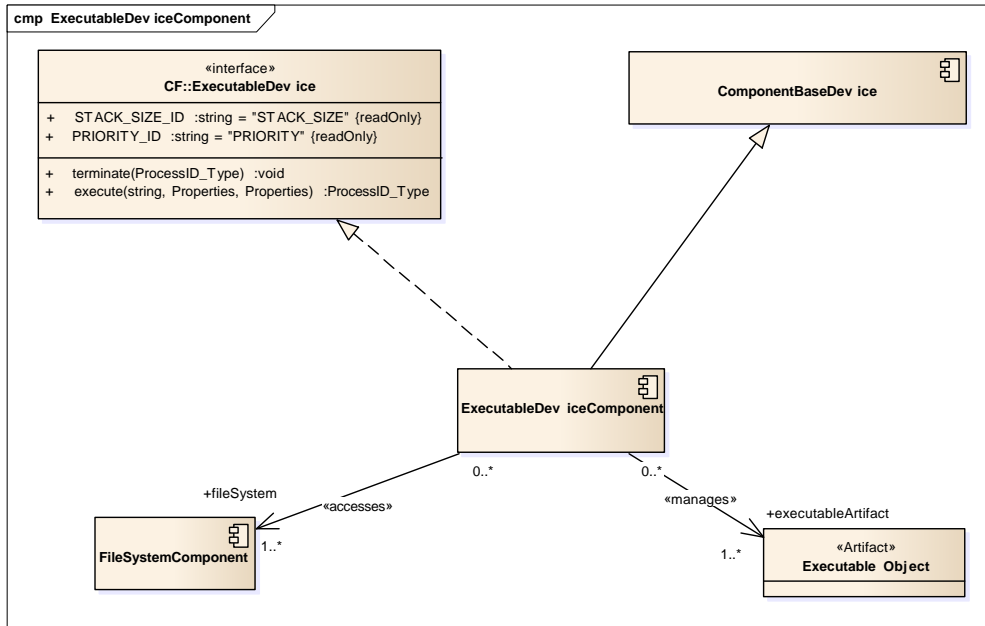 cmp ExecutableDev iceComponent
«interface»
CF::ExecutableDev ice
+ STACK_SIZE_ID :string = "STACK_SIZE" {readOnly}
+ PRIORITY_ID :string = "PRIORITY" {readOnly}
+ terminate(ProcessID_Type) :void
+ execute(string, Properties, Properties) :ProcessID_Type
ComponentBaseDev ice
ExecutableDev iceComponent
0..*
0..*
+fileSystem
«accesses»
«manages»
+executableArtifact
1..*
1..*
FileSystemComponent
«Artifact»
Executable Object